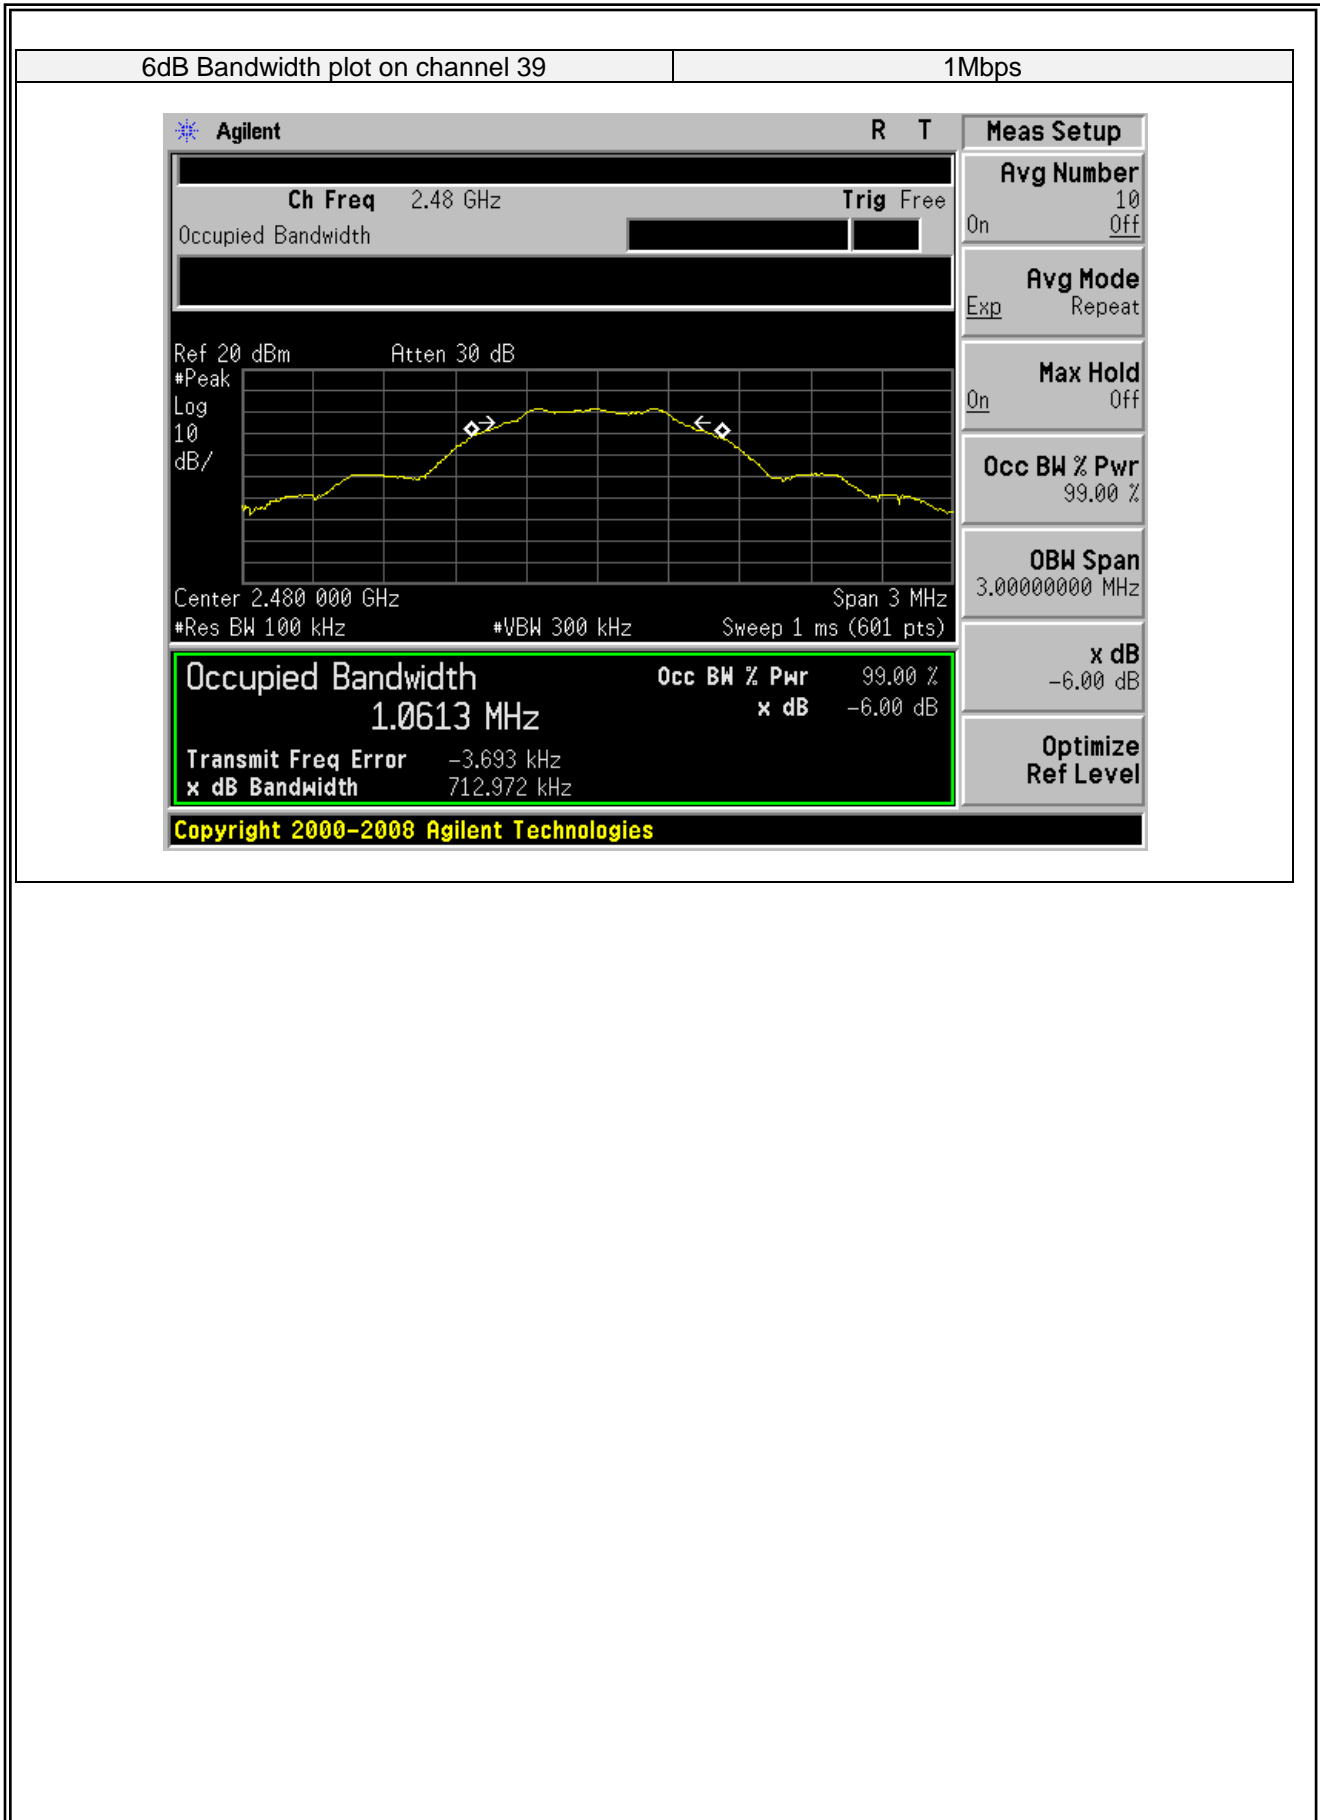 6dB Bandwidth plot on channel 39 1Mbps
Agilent R T Meas Setup
Ch Freq 2.48 GHz Trig Free
Occupied Bandwidth
Avg Number
10
On Off
Avg Mode
Exp Repeat
Max Hold
On Off
Occ BW % Pwr
99.00 %
OBW Span
3.00000000 MHz
x dB
-6.00 dB
Optimize
Ref Level
Ref 20 dBm Atten 30 dB
#Peak
Log
10
dB/
Center 2.480 000 GHz Span 3 MHz
#Res BW 100 kHz #VBW 300 kHz Sweep 1 ms (601 pts)
Occupied Bandwidth Occ BW % Pwr 99.00 %
1.0613 MHz x dB -6.00 dB
Transmit Freq Error -3.693 kHz
x dB Bandwidth 712.972 kHz
Copyright 2000-2008 Agilent Technologies